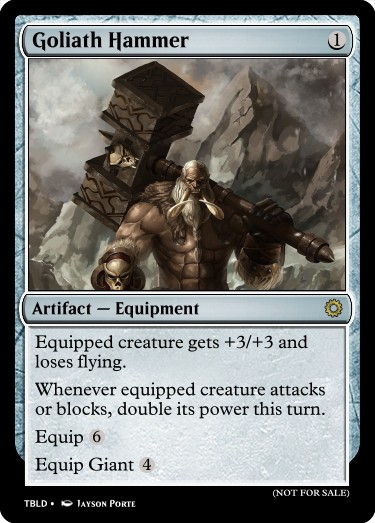 Goliath Hammer 1
Artifact — Equipment
Equipped creature gets +3/+3 and
loses flying.
Whenever equipped creature attacks
or blocks, double its power this turn.
Equip 6
Equip Giant 4
(NOT FOR SALE)
TBLD • Jayson Porte